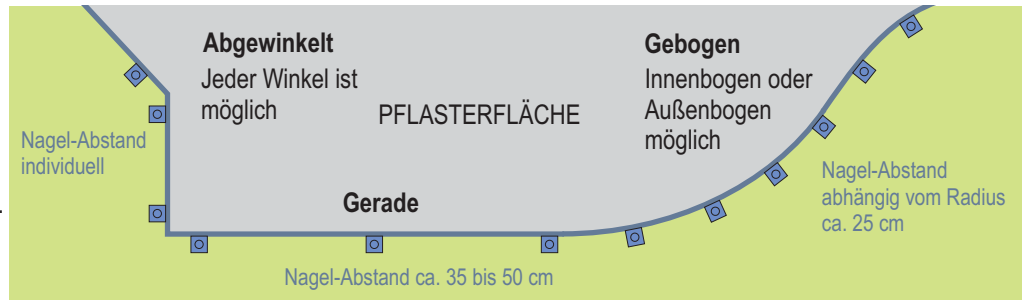 Abgewinkelt
Jeder Winkel ist
möglich
Gebogen
Innenbogen oder
Außenbogen
möglich
PFLASTERFLÄCHE
Nagel-Abstand
individuell
Nagel-Abstand
abhängig vom Radius
ca. 25 cm
Gerade
Nagel-Abstand ca. 35 bis 50 cm